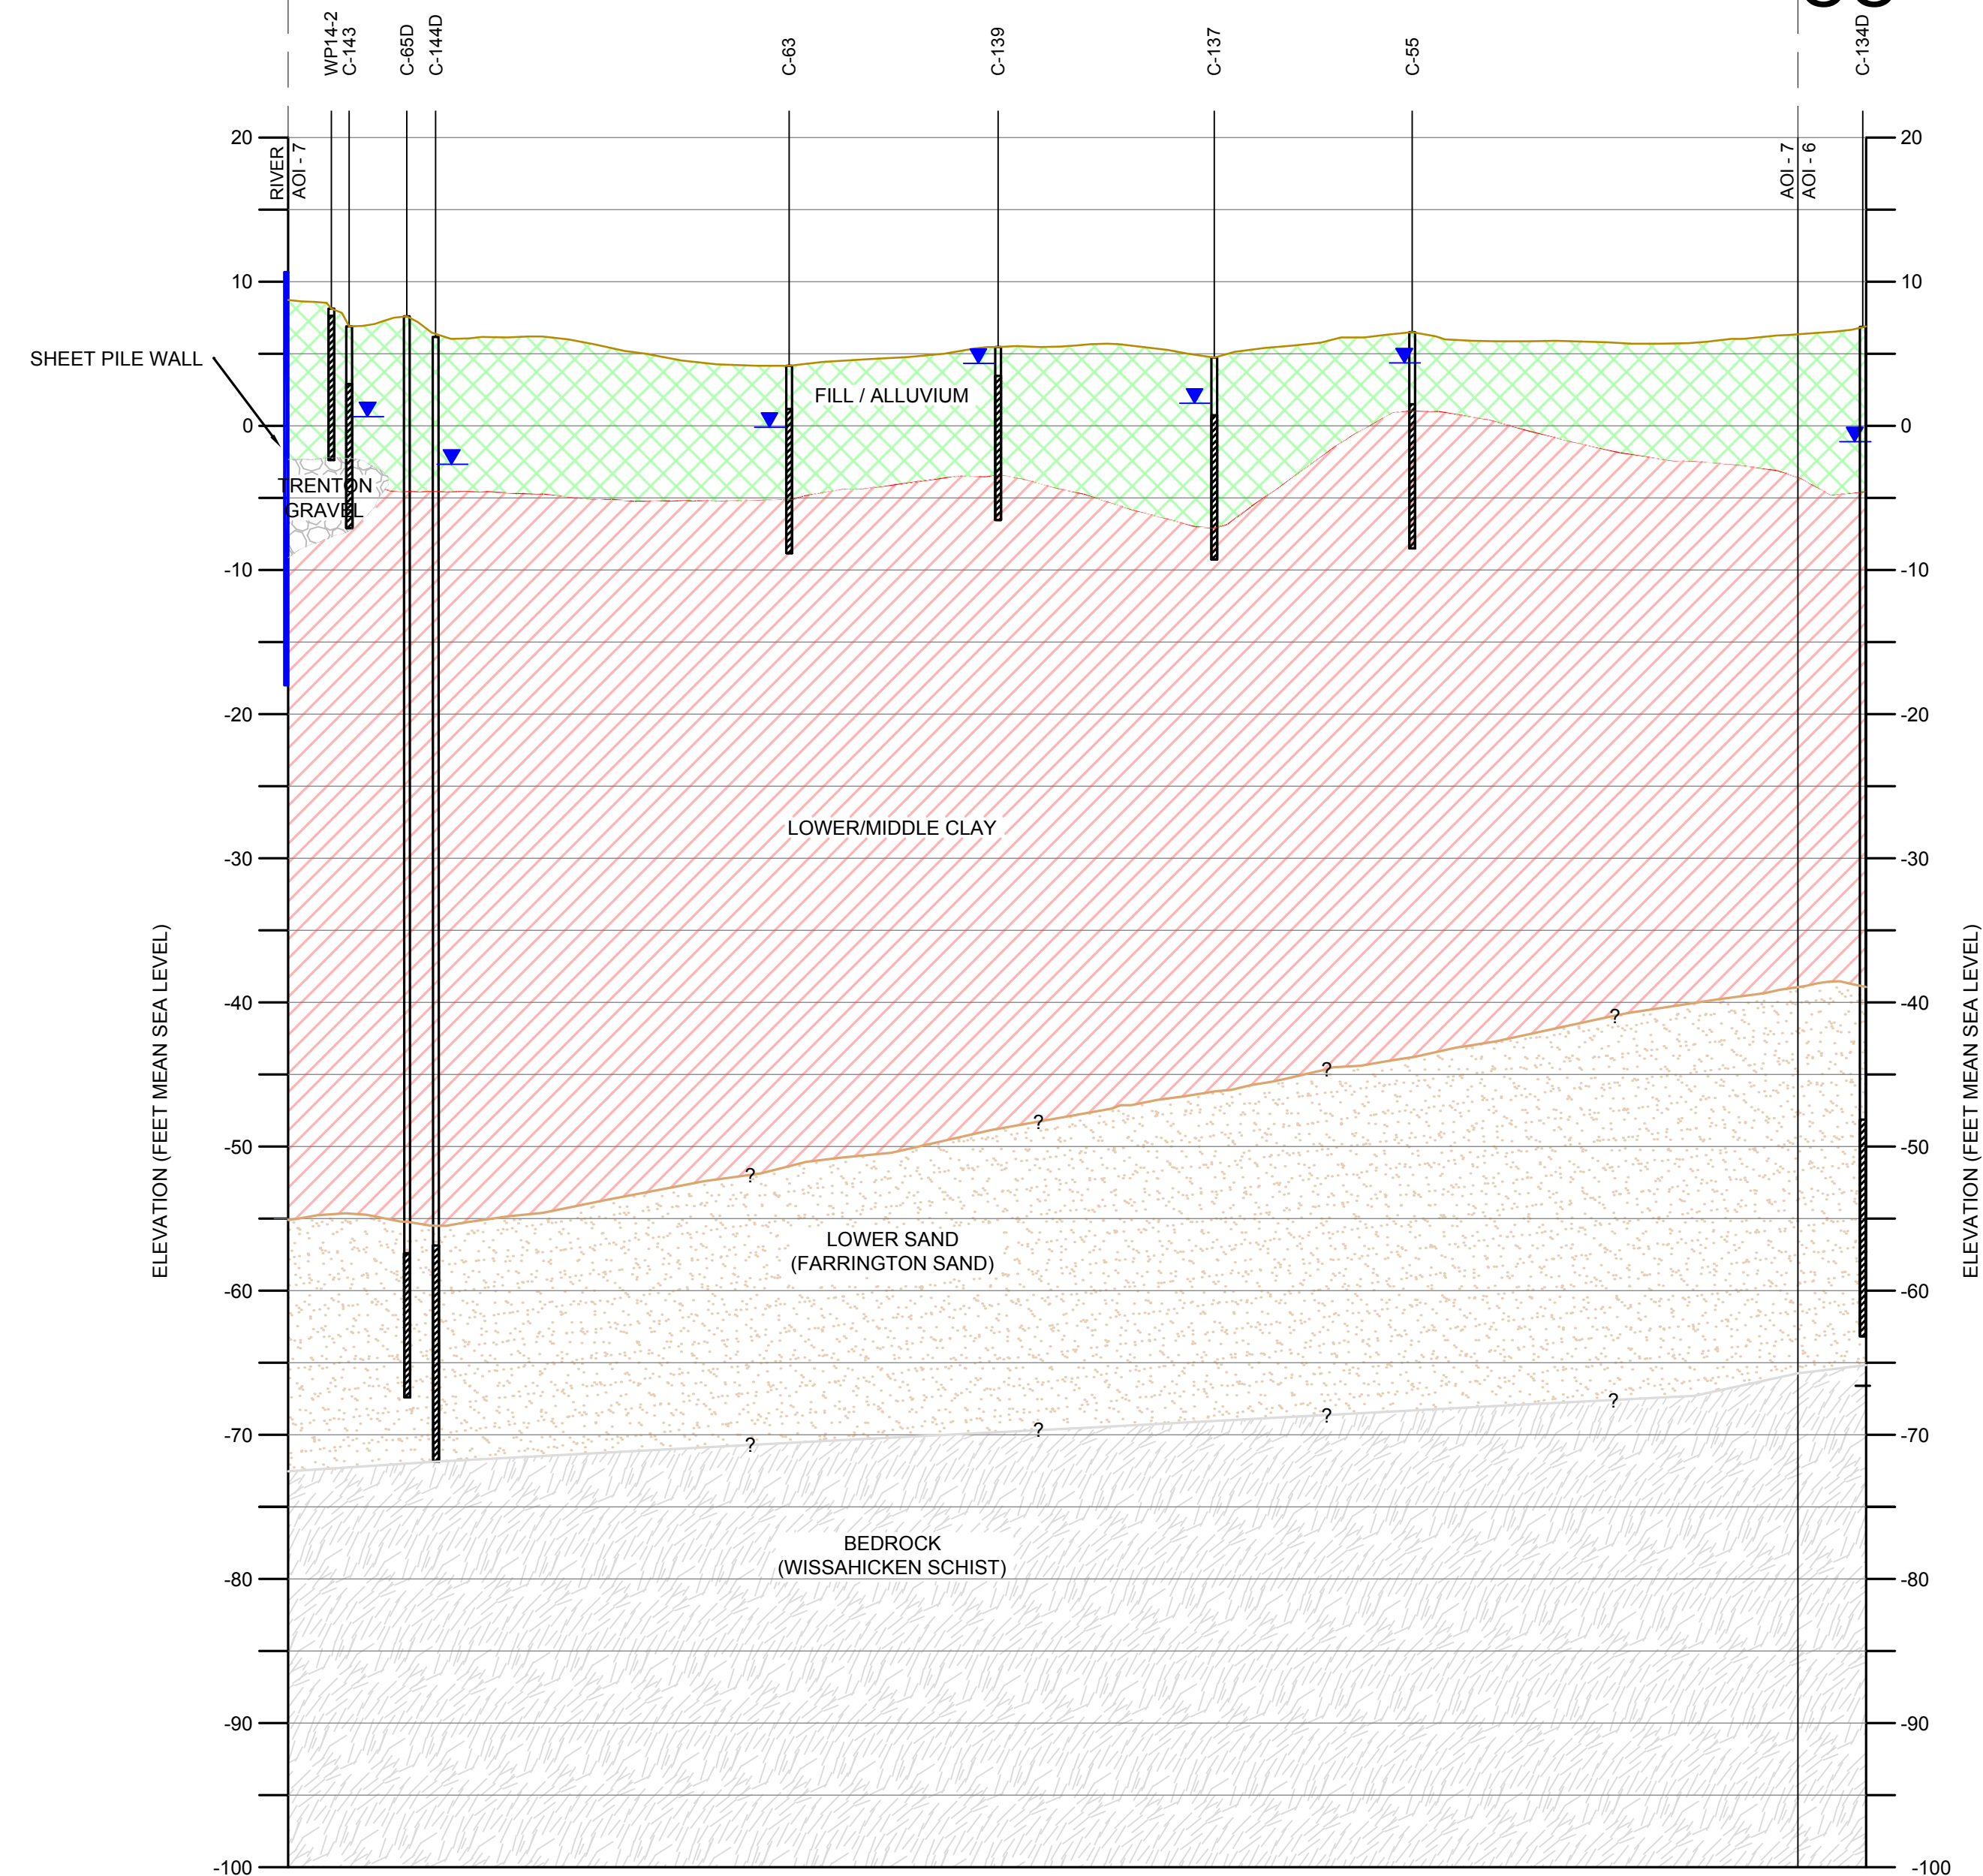 WP14-2
C-143
C-65D
C-144D
C-63
C-139
C-137
C-55
C-134D
20
20
RIVER
AOI - 7
AOI - 7
AOI - 6
10
10
SHEET PILE WALL
FILL / ALLUVIUM
0
0
TRENTON
GRAVEL
-10
-10
-20
-20
LOWER/MIDDLE CLAY
-30
-30
ELEVATION (FEET MEAN SEA LEVEL)
ELEVATION (FEET MEAN SEA LEVEL)
-40
-40
?
?
?
-50
-50
?
LOWER SAND
(FARRINGTON SAND)
-60
-60
?
?
?
-70
-70
?
BEDROCK
(WISSAHICKEN SCHIST)
-80
-80
-90
-90
-100
-100